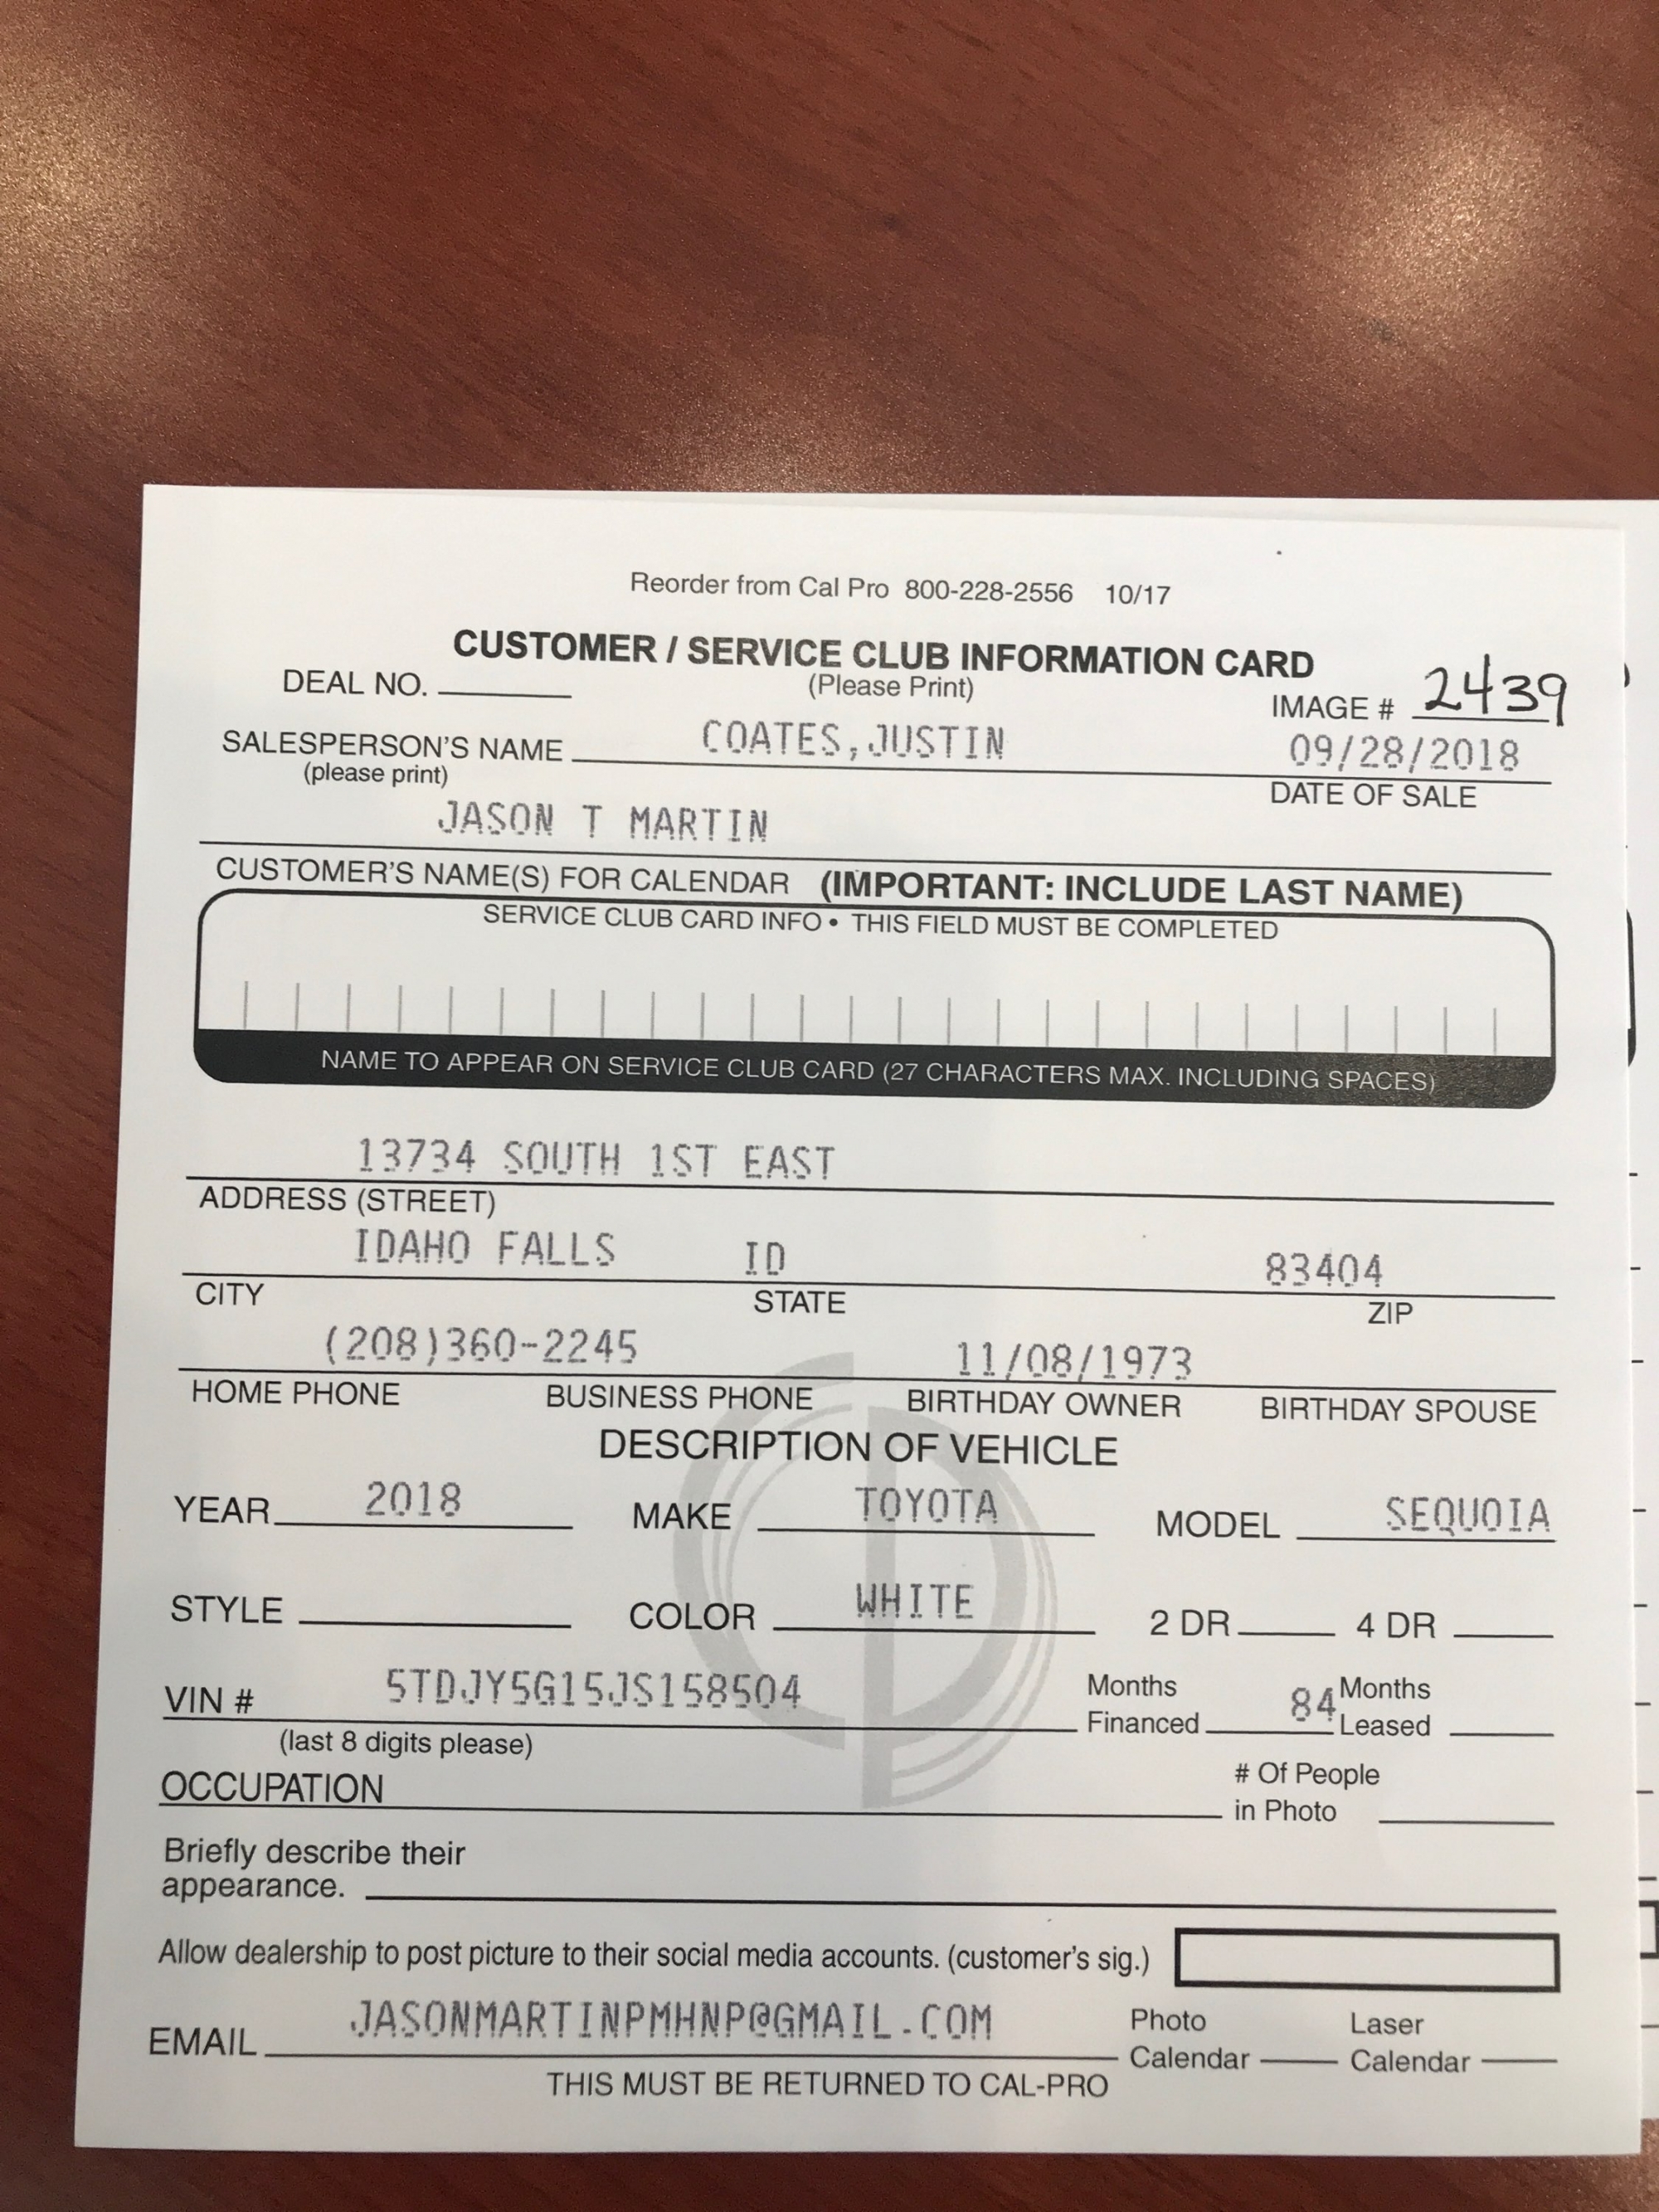 Reorder from Cal Pro 800-228-2556 10/17
CUSTOMER / SERVICE CLUB INFORMATION CARD
DEAL NO. (Please Print) IMAGE # 2439
SALESPERSON'S NAME COATES,JUSTIN 09/28/2018
(please print) DATE OF SALE
JASON T MARTIN
CUSTOMER'S NAME(S) FOR CALENDAR (IMPORTANT: INCLUDE LAST NAME)
SERVICE CLUB CARD INFO • THIS FIELD MUST BE COMPLETED
NAME TO APPEAR ON SERVICE CLUB CARD (27 CHARACTERS MAX. INCLUDING SPACES)
13734 SOUTH 1ST EAST
ADDRESS (STREET)
IDAHO FALLS ID 83404
CITY STATE ZIP
(208)360-2245 11/08/1973
HOME PHONE BUSINESS PHONE BIRTHDAY OWNER BIRTHDAY SPOUSE
DESCRIPTION OF VEHICLE
YEAR 2018 MAKE TOYOTA MODEL SEQUOIA
STYLE COLOR WHITE 2 DR 4 DR
VIN # 5TDJY5G15JS158504 Months Financed 84 Months Leased
(last 8 digits please)
OCCUPATION # Of People in Photo
Briefly describe their
appearance.
Allow dealership to post picture to their social media accounts. (customer's sig.)
EMAIL JASONMARTINPMHNP@GMAIL.COM Photo Calendar Laser Calendar
THIS MUST BE RETURNED TO CAL-PRO